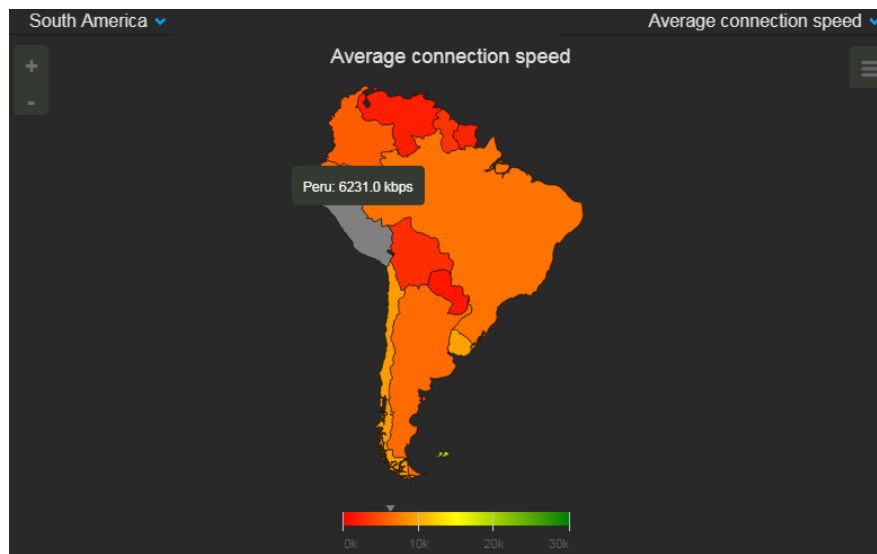 South America
Average connection speed
Average connection speed
+
-
Peru: 6231.0 kbps
0k 10k 20k 30k